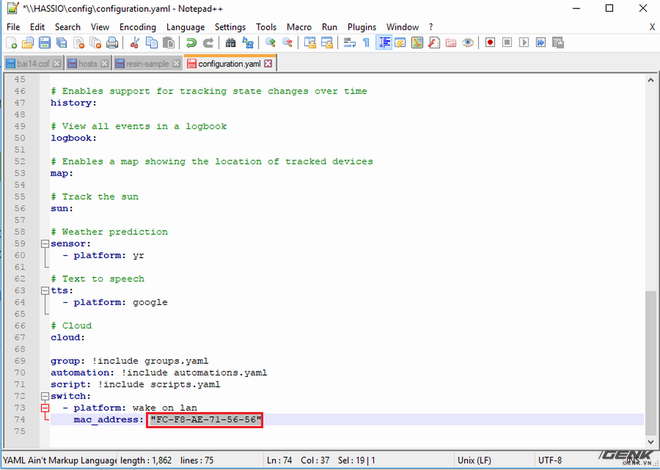 *\\HASSIO\config\configuration.yaml - Notepad++
File Edit Search View Encoding Language Settings Tools Macro Run Plugins Window ? X
bai14.cof hosts resin-sample configuration.yaml
45
46 # Enables support for tracking state changes over time
47 history:
48
49 # View all events in a logbook
50 logbook:
51
52 # Enables a map showing the location of tracked devices
53 map:
54
55 # Track the sun
56 sun:
57
58 # Weather prediction
59 sensor:
60 - platform: yr
61
62 # Text to speech
63 tts:
64 - platform: google
65
66 # Cloud
67 cloud:
68
69 group: !include groups.yaml
70 automation: !include automations.yaml
71 script: !include scripts.yaml
72 switch:
73 - platform: wake on lan
74 mac_address: "FC-F8-AE-71-56-56"
YAML Ain't Markup Language length : 1,862 lines : 75 Ln : 74 Col : 37 Sel : 19 | 1 Unix (LF) UTF-8
GENK
GENK.VN